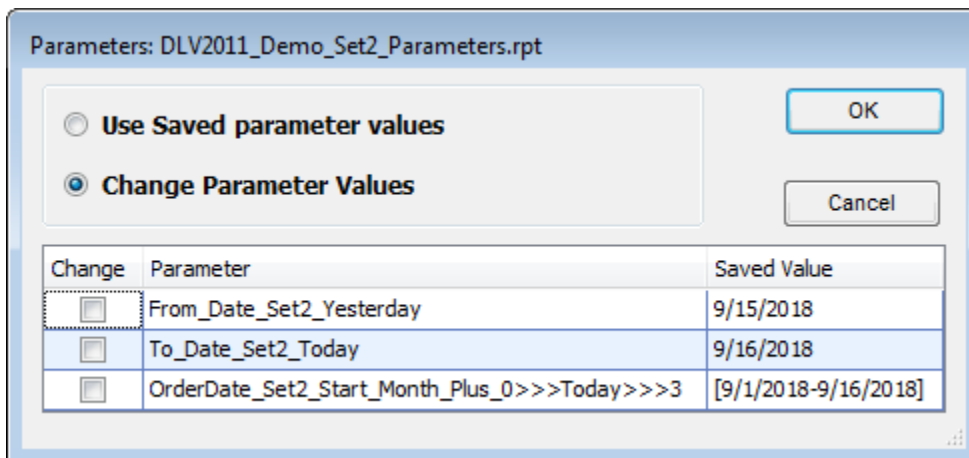 Parameters: DLV2011_Demo_Set2_Parameters.rpt
Use Saved parameter values
OK
Change Parameter Values
Cancel
Change Parameter Saved Value
From_Date_Set2_Yesterday 9/15/2018
To_Date_Set2_Today 9/16/2018
OrderDate_Set2_Start_Month_Plus_0>>>Today>>>3 [9/1/2018-9/16/2018]